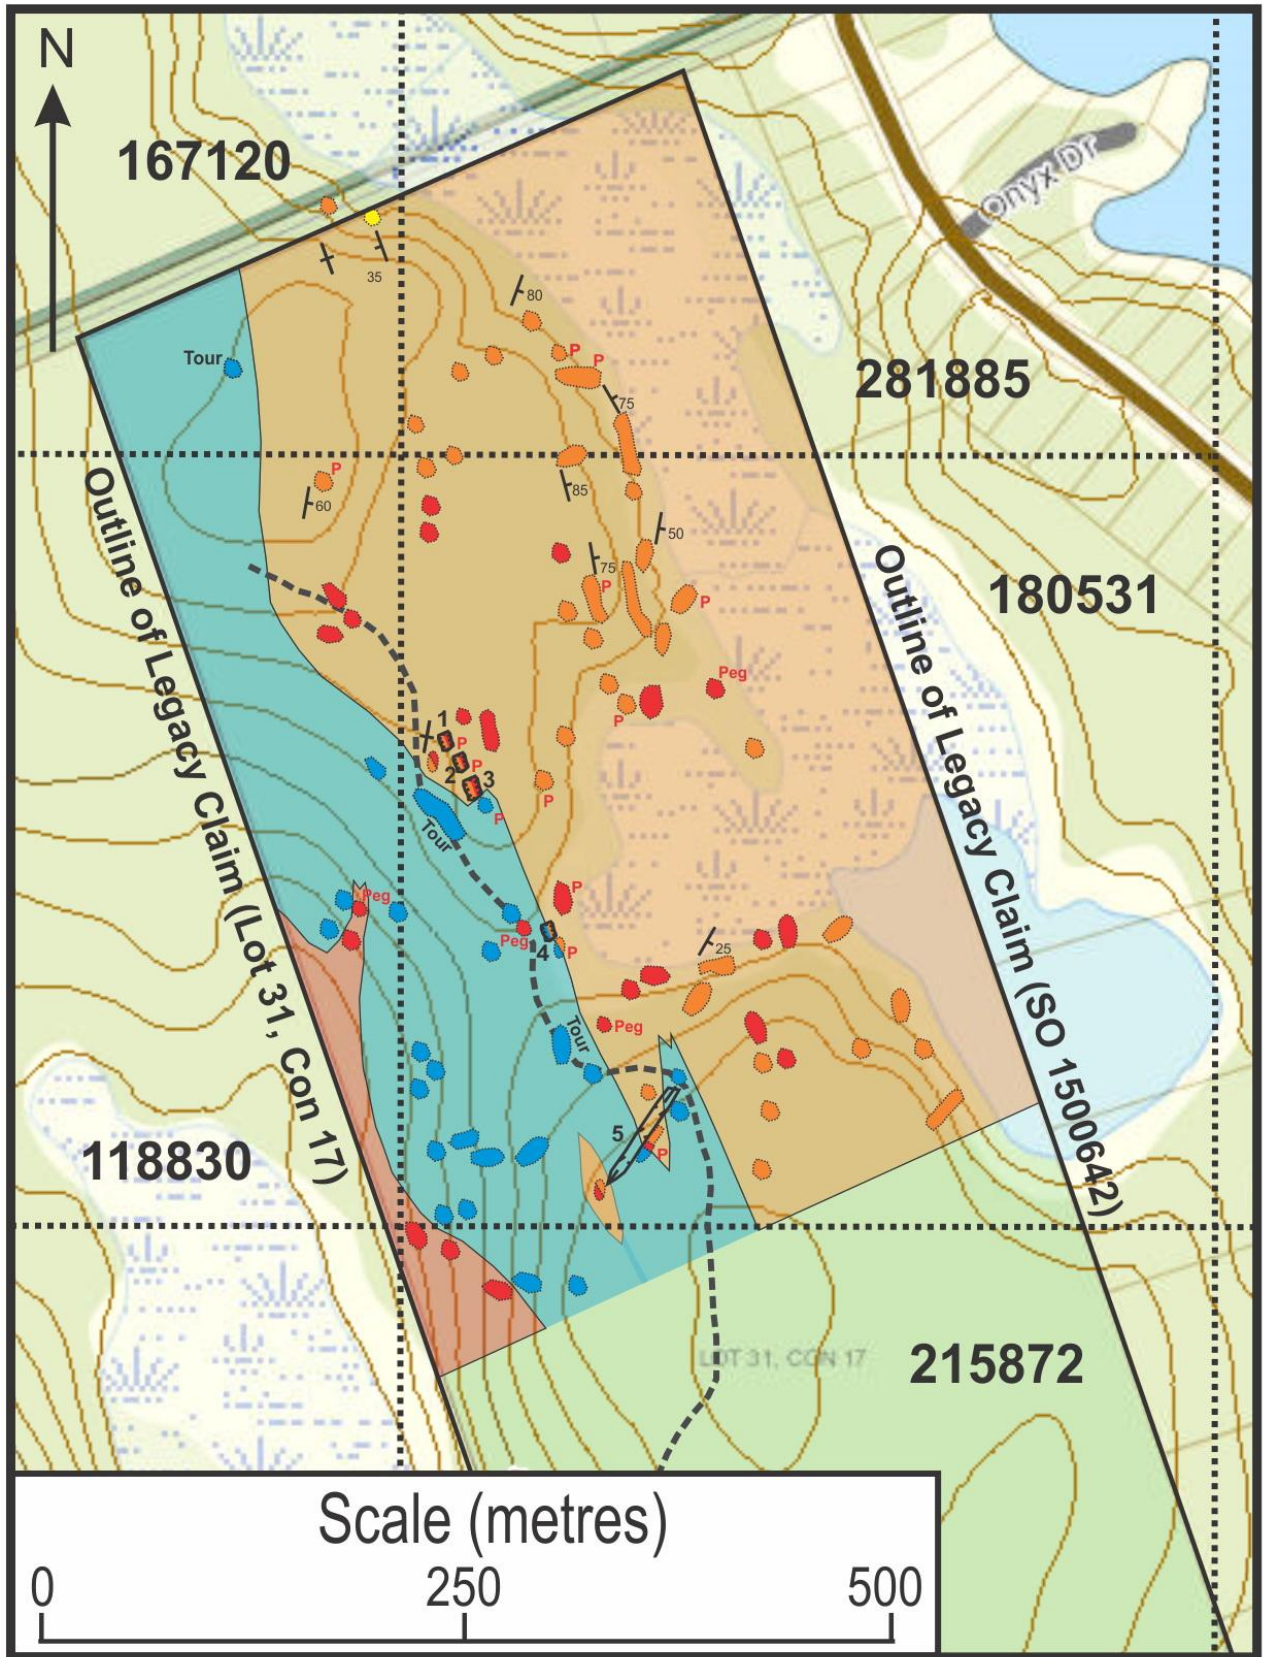 N
167120
Onyx Dr
35
80
Tour
P
P
281885
75
P
60
85
50
Outline of Legacy Claim (Lot 31, Con 17)
Outline of Legacy Claim (SO 1500642)
75
P
P
180531
Peg
P
1
P
2
P
3
P
P
Tour
Peg
P
Peg
4
P
25
Peg
Tour
5
P
118830
LOT 31, CON 17
215872
Scale (metres)
0 250 500